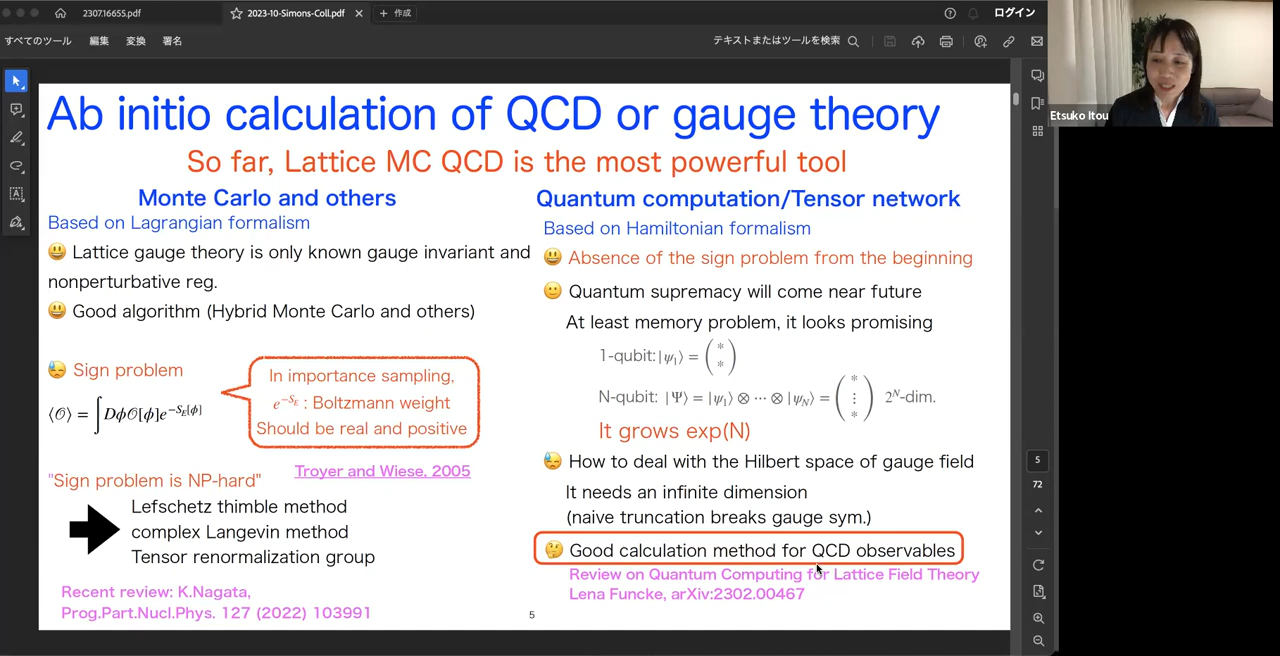 2307.16655.pdf
2023-10-Simons-Coll.pdf
作成
ログイン
すべてのツール 編集 変換 署名
テキストまたはツールを検索
Etsuko Itou
Ab initio calculation of QCD or gauge theory
So far, Lattice MC QCD is the most powerful tool
Monte Carlo and others
Based on Lagrangian formalism
😃 Lattice gauge theory is only known gauge invariant and
nonperturbative reg.
😃 Good algorithm (Hybrid Monte Carlo and others)
😓 Sign problem
⟨𝒪⟩ = ∫Dϕ𝒪[ϕ]e^{-S_E[ϕ]}
In importance sampling,
e^{-S_E} : Boltzmann weight
Should be real and positive
"Sign problem is NP-hard"
Troyer and Wiese, 2005
Lefschetz thimble method
complex Langevin method
Tensor renormalization group
Recent review: K.Nagata,
Prog.Part.Nucl.Phys. 127 (2022) 103991
Quantum computation/Tensor network
Based on Hamiltonian formalism
😃 Absence of the sign problem from the beginning
🙂 Quantum supremacy will come near future
At least memory problem, it looks promising
1-qubit: |ψ₁⟩ = (* *)
N-qubit: |Ψ⟩ = |ψ₁⟩ ⊗ ⋯ ⊗ |ψ_N⟩ = (* ⋮ *) 2^N-dim.
It grows exp(N)
😓 How to deal with the Hilbert space of gauge field
It needs an infinite dimension
(naive truncation breaks gauge sym.)
🤔 Good calculation method for QCD observables
Review on Quantum Computing for Lattice Field Theory
Lena Funcke, arXiv:2302.00467
5
5
72